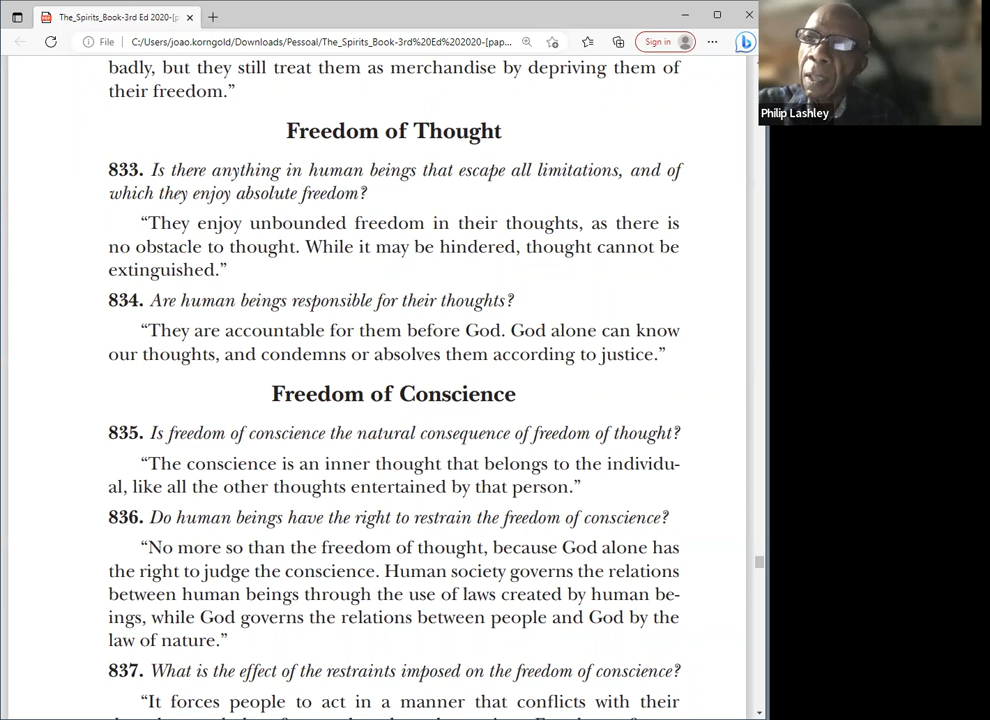 The_Spirits_Book-3rd Ed 2020-[p
File
C:/Users/joao.korngold/Downloads/Pessoal/The_Spirits_Book-3rd%20Ed%202020-[pap...
Sign in
badly, but they still treat them as merchandise by depriving them of
their freedom.”
Freedom of Thought
833. Is there anything in human beings that escape all limitations, and of
which they enjoy absolute freedom?
“They enjoy unbounded freedom in their thoughts, as there is
no obstacle to thought. While it may be hindered, thought cannot be
extinguished.”
834. Are human beings responsible for their thoughts?
“They are accountable for them before God. God alone can know
our thoughts, and condemns or absolves them according to justice.”
Freedom of Conscience
835. Is freedom of conscience the natural consequence of freedom of thought?
“The conscience is an inner thought that belongs to the individu-
al, like all the other thoughts entertained by that person.”
836. Do human beings have the right to restrain the freedom of conscience?
“No more so than the freedom of thought, because God alone has
the right to judge the conscience. Human society governs the relations
between human beings through the use of laws created by human be-
ings, while God governs the relations between people and God by the
law of nature.”
837. What is the effect of the restraints imposed on the freedom of conscience?
“It forces people to act in a manner that conflicts with their
Philip Lashley